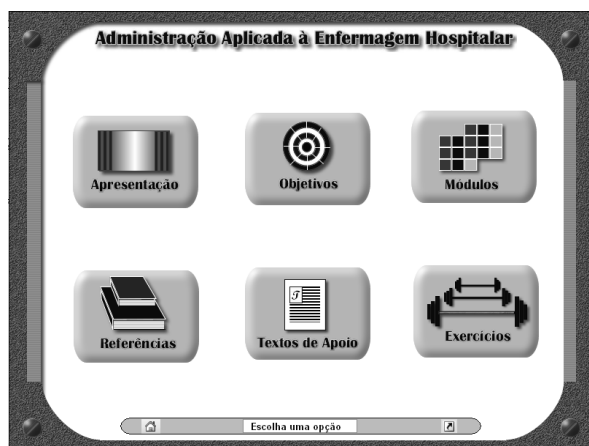 Administração Aplicada à Enfermagem Hospitalar
Apresentação
Objetivos
Módulos
Referências
Textos de Apoio
Exercícios
Escolha uma opção